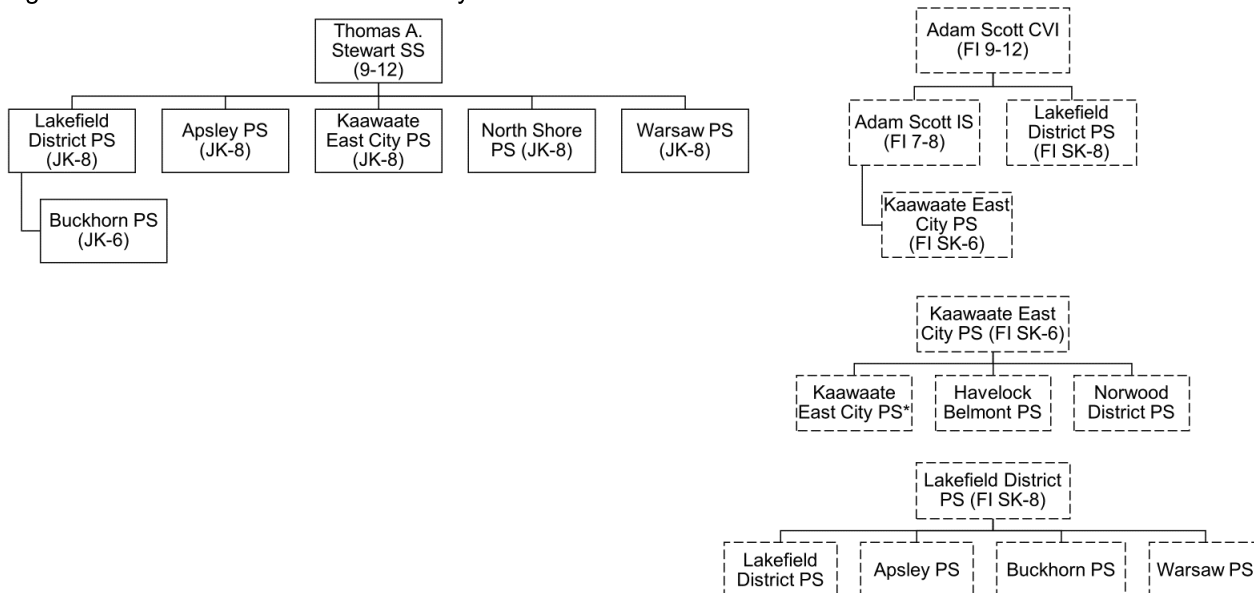 Thomas A.
Stewart SS
(9-12)
Lakefield
District PS
(JK-8)
Apsley PS
(JK-8)
Kaawaate
East City PS
(JK-8)
North Shore
PS (JK-8)
Warsaw PS
(JK-8)
Buckhorn PS
(JK-6)
Adam Scott CVI
(FI 9-12)
Adam Scott IS
(FI 7-8)
Lakefield
District PS
(FI SK-8)
Kaawaate East
City PS
(FI SK-6)
Kaawaate East
City PS (FI SK-6)
Kaawaate
East City PS*
Havelock
Belmont PS
Norwood
District PS
Lakefield District
PS (FI SK-8)
Lakefield
District PS
Apsley PS
Buckhorn PS
Warsaw PS